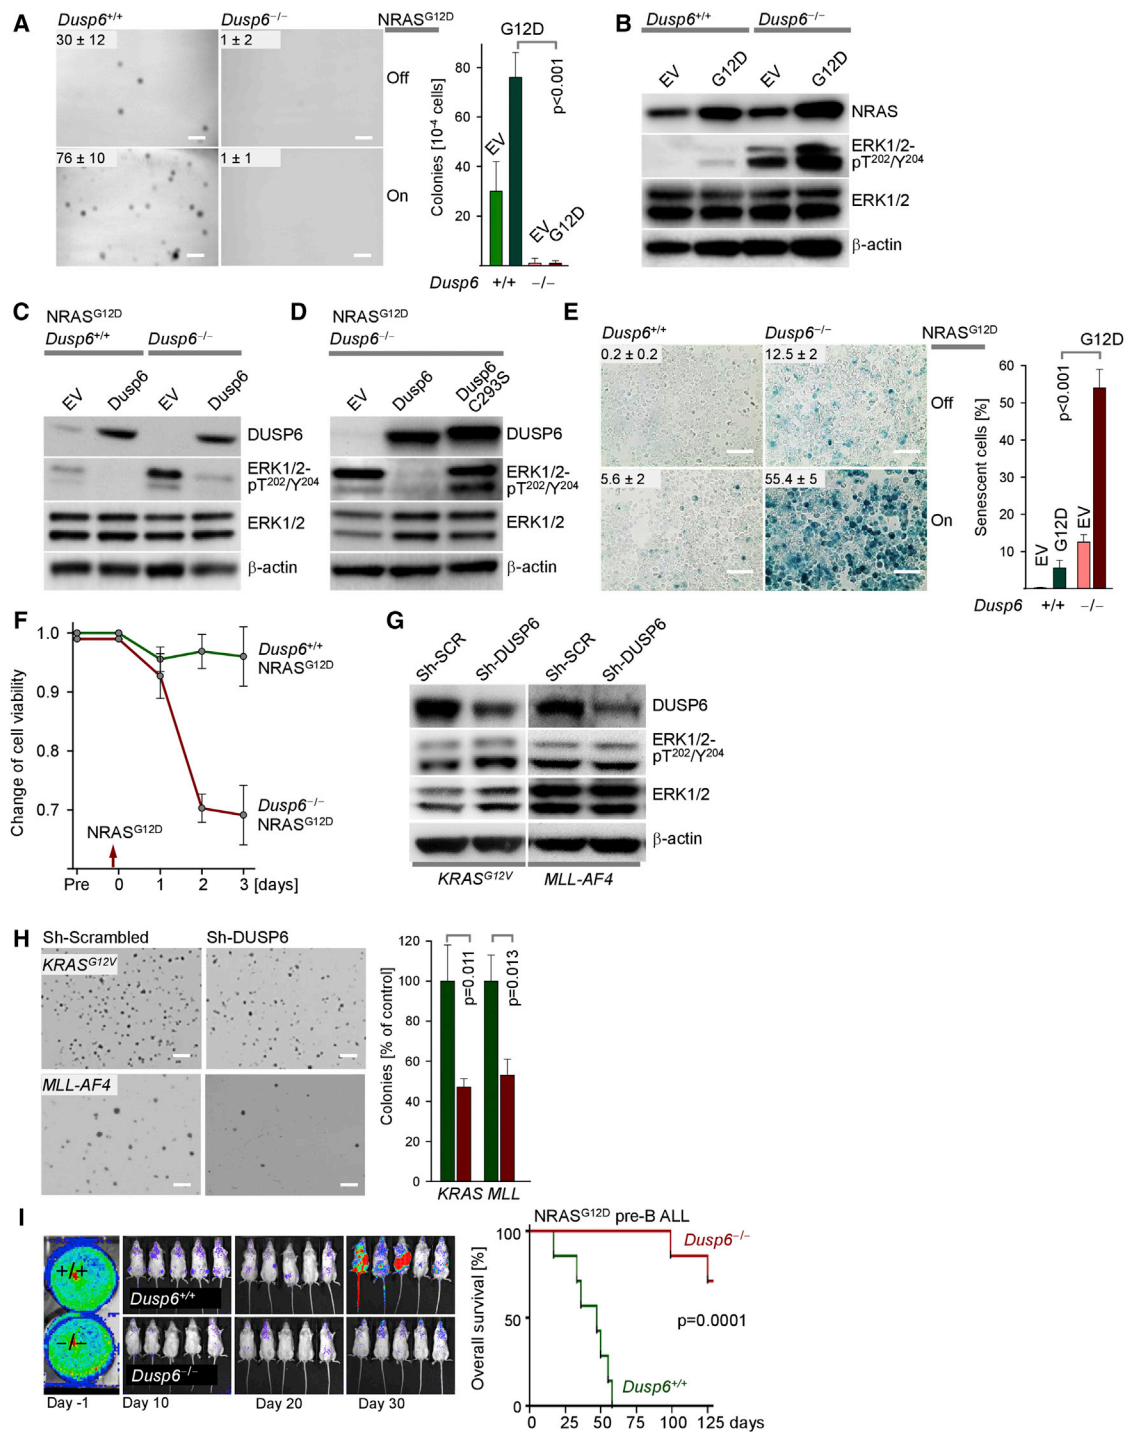 A
Dusp6+/+
Dusp6−/−
NRASG12D
30 ± 12
1 ± 2
Off
76 ± 10
1 ± 1
On
G12D
p<0.001
Colonies [10-4 cells]
80
60
40
20
EV
EV
G12D
Dusp6 +/+ −/−
B
Dusp6+/+
Dusp6−/−
EV
G12D
EV
G12D
NRAS
ERK1/2-
pT202/Y204
ERK1/2
β-actin
C
NRASG12D
Dusp6+/+
Dusp6−/−
EV
Dusp6
EV
Dusp6
DUSP6
ERK1/2-
pT202/Y204
ERK1/2
β-actin
D
NRASG12D
Dusp6−/−
EV
Dusp6
Dusp6
C293S
DUSP6
ERK1/2-
pT202/Y204
ERK1/2
β-actin
E
Dusp6+/+
Dusp6−/−
NRASG12D
0.2 ± 0.2
12.5 ± 2
Off
5.6 ± 2
55.4 ± 5
On
G12D
p<0.001
Senescent cells [%]
60
50
40
30
20
10
EV
G12D
EV
Dusp6 +/+ −/−
F
Change of cell viability
1.0
0.9
0.8
0.7
Dusp6+/+
NRASG12D
Dusp6−/−
NRASG12D
NRASG12D
Pre 0 1 2 3 [days]
G
Sh-SCR
Sh-DUSP6
Sh-SCR
Sh-DUSP6
DUSP6
ERK1/2-
pT202/Y204
ERK1/2
β-actin
KRASG12V
MLL-AF4
H
Sh-Scrambled
Sh-DUSP6
KRASG12V
MLL-AF4
Colonies [% of control]
120
100
80
60
40
20
0
p=0.011
p=0.013
KRAS MLL
I
+/+
Dusp6+/+
−/−
Dusp6−/−
Day -1
Day 10
Day 20
Day 30
NRASG12D pre-B ALL
Overall survival [%]
100
50
0
Dusp6−/−
p=0.0001
Dusp6+/+
0 25 50 75 100 125 days